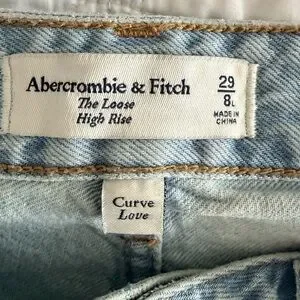 Abercrombie & Fitch
The Loose
High Rise
29
8L
MADE IN
CHINA
Curve
Love